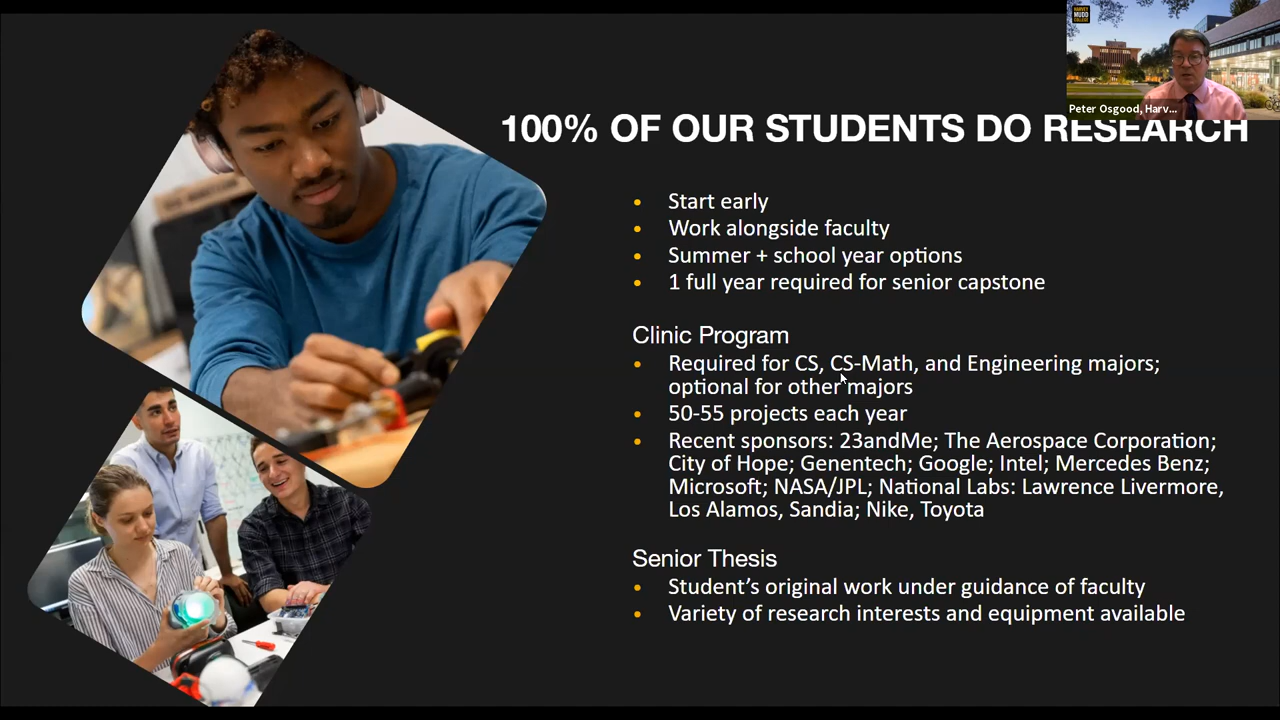 HARVEY
MUDD
COLLEGE
Peter Osgood, Harv...
100% OF OUR STUDENTS DO RESEARCH
• Start early
• Work alongside faculty
• Summer + school year options
• 1 full year required for senior capstone
Clinic Program
• Required for CS, CS-Math, and Engineering majors;
optional for other majors
• 50-55 projects each year
• Recent sponsors: 23andMe; The Aerospace Corporation;
City of Hope; Genentech; Google; Intel; Mercedes Benz;
Microsoft; NASA/JPL; National Labs: Lawrence Livermore,
Los Alamos, Sandia; Nike, Toyota
Senior Thesis
• Student’s original work under guidance of faculty
• Variety of research interests and equipment available